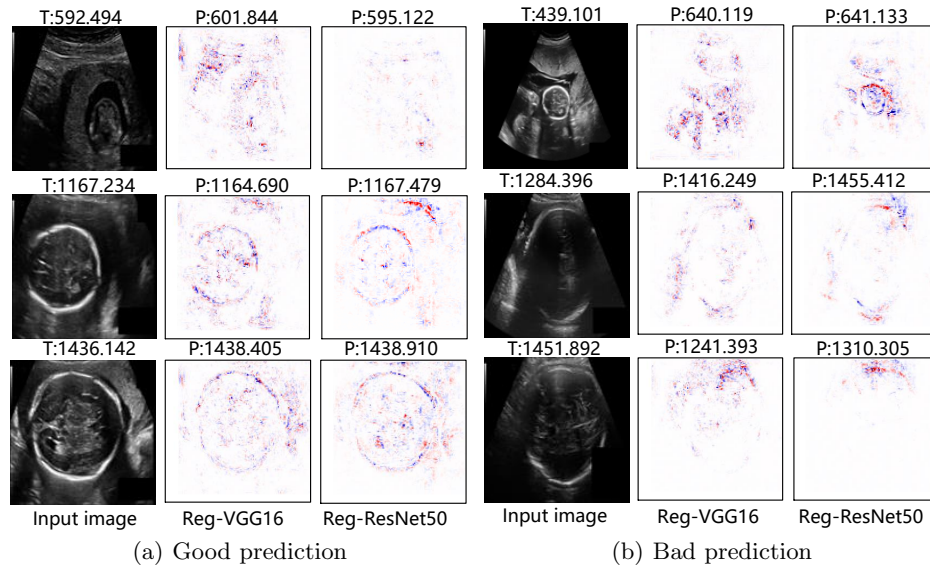 T:592.494 P:601.844 P:595.122 T:439.101 P:640.119 P:641.133
T:1167.234 P:1164.690 P:1167.479 T:1284.396 P:1416.249 P:1455.412
T:1436.142 P:1438.405 P:1438.910 T:1451.892 P:1241.393 P:1310.305
Input image Reg-VGG16 Reg-ResNet50 Input image Reg-VGG16 Reg-ResNet50
(a) Good prediction (b) Bad prediction